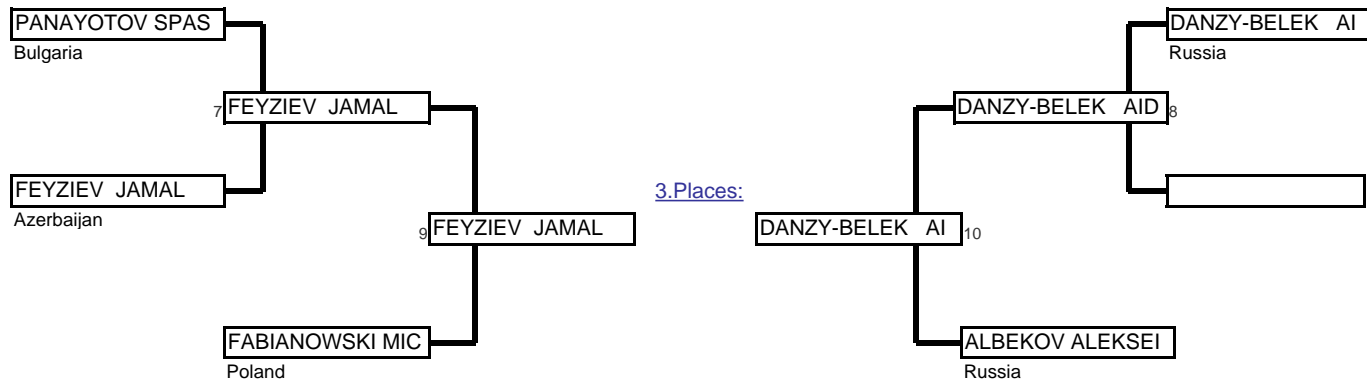 PANAYOTOV SPAS
Bulgaria
7 FEYZIEV JAMAL
FEYZIEV JAMAL
Azerbaijan
9 FEYZIEV JAMAL
FABIANOWSKI MIC
Poland
3.Places:
DANZY-BELEK AI
Russia
DANZY-BELEK AID 8
DANZY-BELEK AI 10
ALBEKOV ALEKSEI
Russia